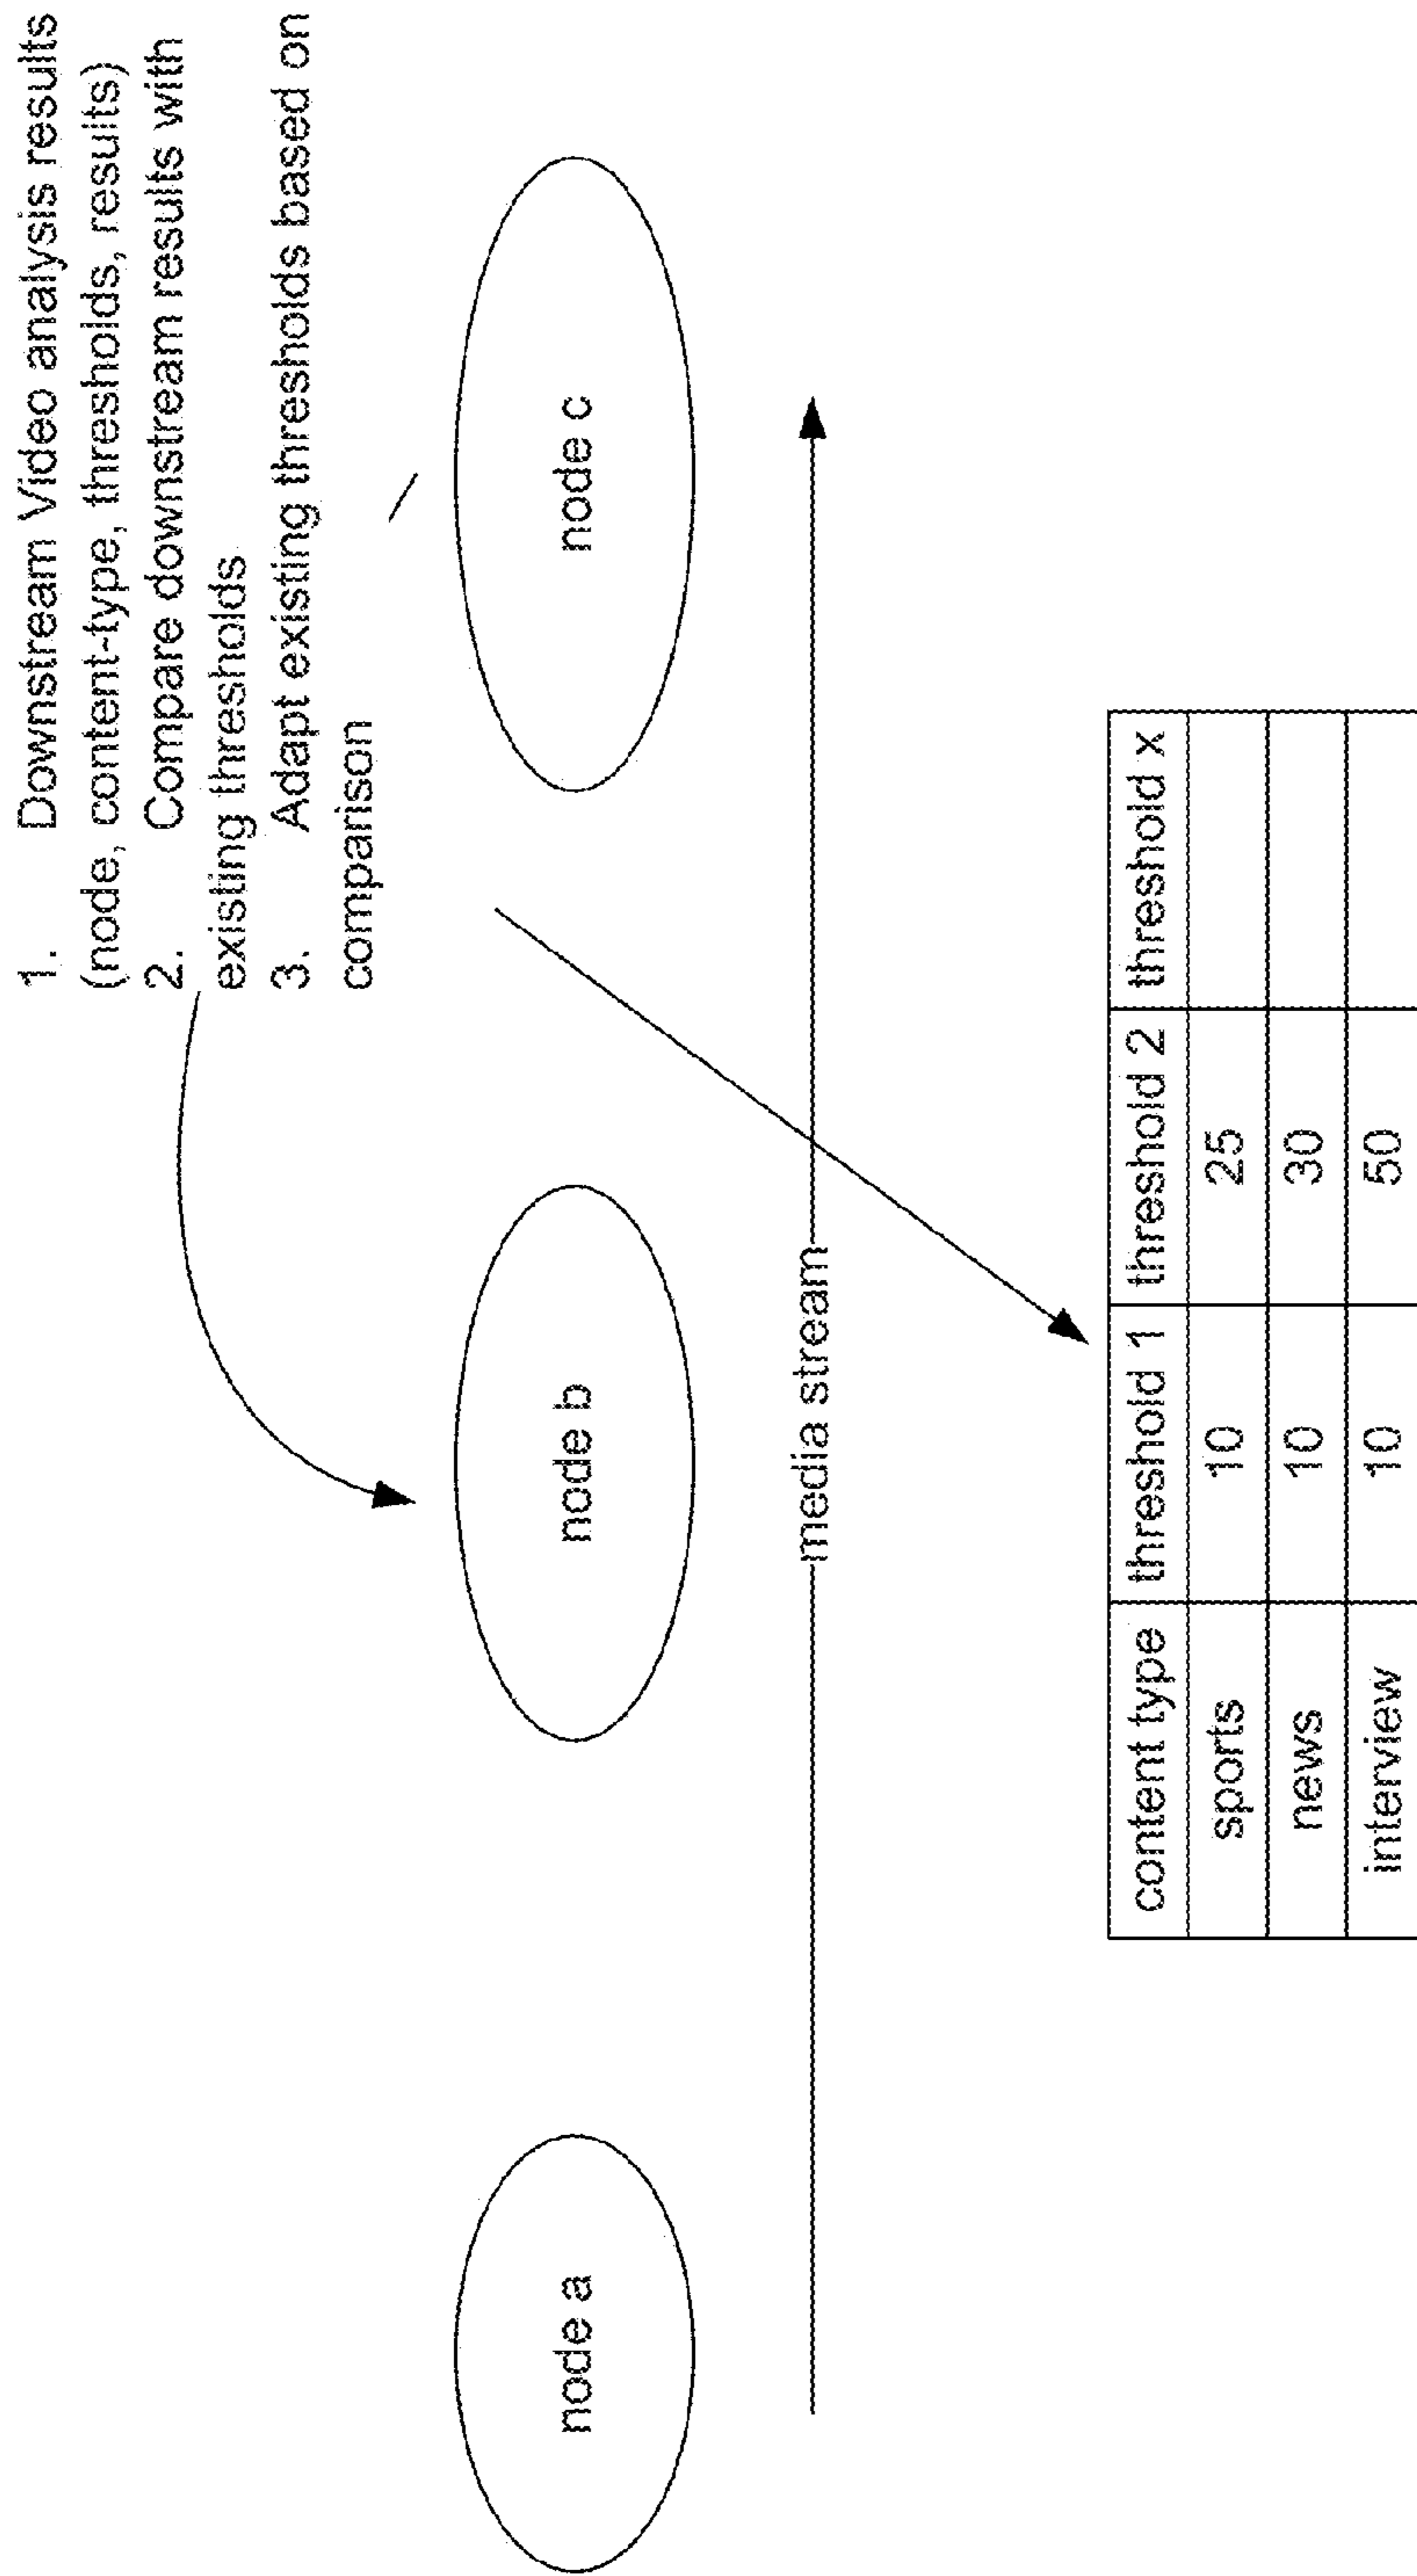 1. Downstream Video analysis results
(node, content-type, thresholds, results)
2. Compare downstream results with
existing thresholds
3. Adapt existing thresholds based on
comparison
node a
node b
node c
media stream
content type threshold 1 threshold 2 threshold x
sports 10 25
news 10 30
interview 10 50